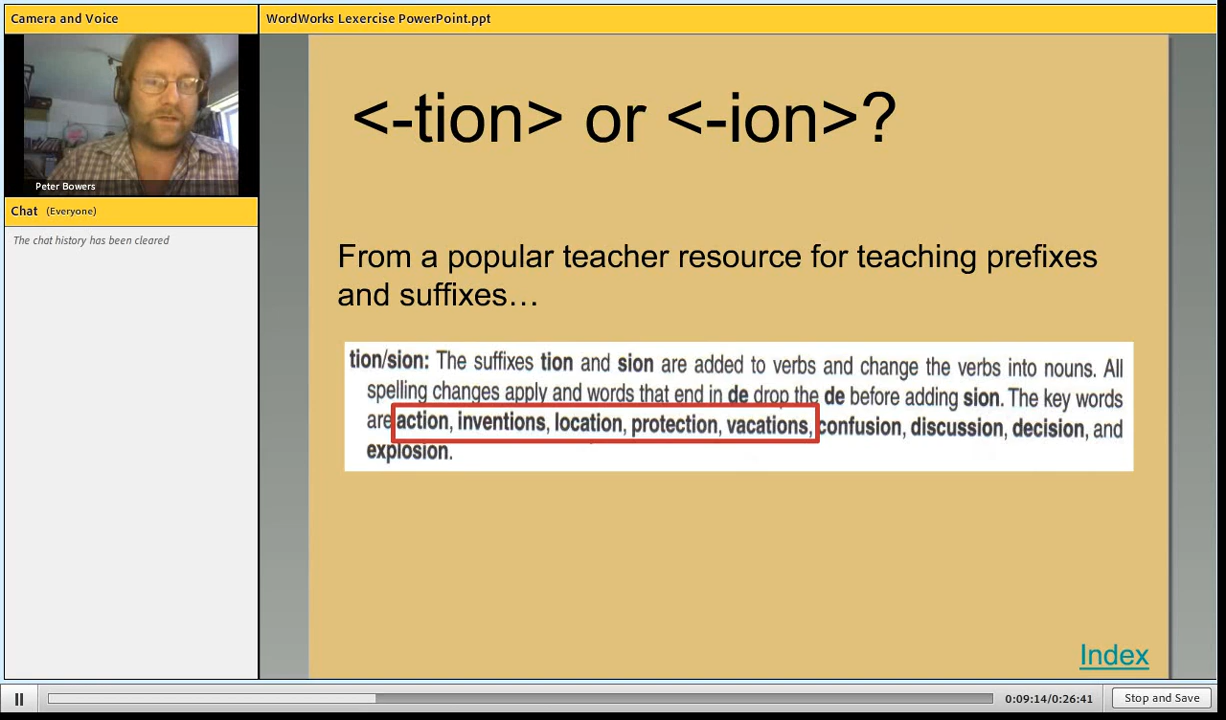 Camera and Voice
WordWorks Lexercise PowerPoint.ppt
Peter Bowers
Chat (Everyone)
The chat history has been cleared
<-tion> or <-ion>?
From a popular teacher resource for teaching prefixes
and suffixes…
tion/sion: The suffixes tion and sion are added to verbs and change the verbs into nouns. All
spelling changes apply and words that end in de drop the de before adding sion. The key words
are action, inventions, location, protection, vacations, confusion, discussion, decision, and
explosion.
Index
0:09:14/0:26:41
Stop and Save